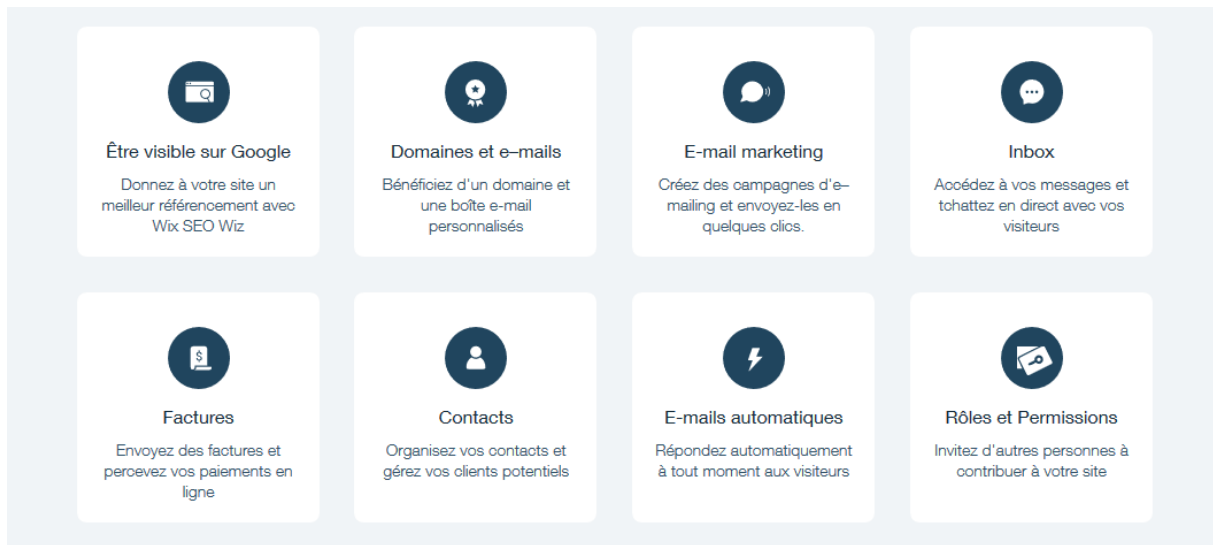 Être visible sur Google
Donnez à votre site un
meilleur référencement avec
Wix SEO Wiz
Domaines et e–mails
Bénéficiez d'un domaine et
une boîte e-mail
personnalisés
E-mail marketing
Créez des campagnes d'e–
mailing et envoyez-les en
quelques clics.
Inbox
Accédez à vos messages et
tchattez en direct avec vos
visiteurs
$
Factures
Envoyez des factures et
percevez vos paiements en
ligne
Contacts
Organisez vos contacts et
gérez vos clients potentiels
E-mails automatiques
Répondez automatiquement
à tout moment aux visiteurs
Rôles et Permissions
Invitez d'autres personnes à
contribuer à votre site